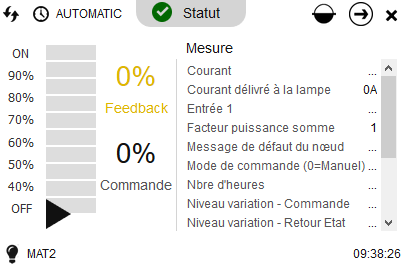 AUTOMATIC
Statut
ON
90%
80%
70%
60%
50%
40%
OFF
0%
Feedback
0%
Commande
Mesure
Courant ...
Courant délivré à la lampe 0A
Entrée 1 ...
Facteur puissance somme 1
Message de défaut du nœud ...
Mode de commande (0=Manuel) ...
Nbre d'heures ...
Niveau variation - Commande ...
Niveau variation - Retour Etat ...
MAT2
09:38:26